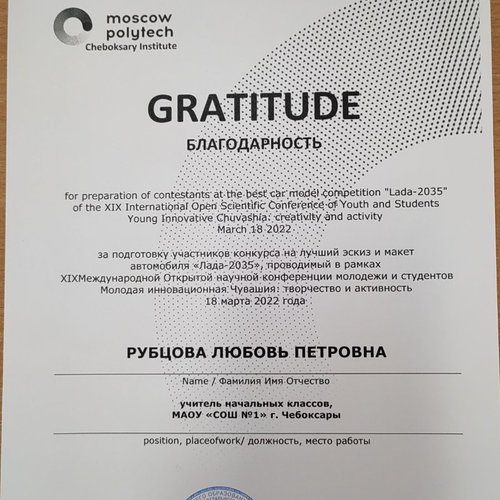 moscow
polytech
Cheboksary Institute
GRATITUDE
БЛАГОДАРНОСТЬ
for preparation of contestants at the best car model competition "Lada-2035"
of the XIX International Open Scientific Conference of Youth and Students
Young Innovative Chuvashia: creativity and activity
March 18 2022
за подготовку участников конкурса на лучший эскиз и макет
автомобиля «Лада-2035», проводимый в рамках
XIXМеждународной Открытой научной конференции молодежи и студентов
Молодая инновационная Чувашия: творчество и активность
18 марта 2022 года
РУБЦОВА ЛЮБОВЬ ПЕТРОВНА
Name / Фамилия Имя Отчество
учитель начальных классов,
МАОУ «СОШ №1» г. Чебоксары
position, placeofwork/ должность, место работы